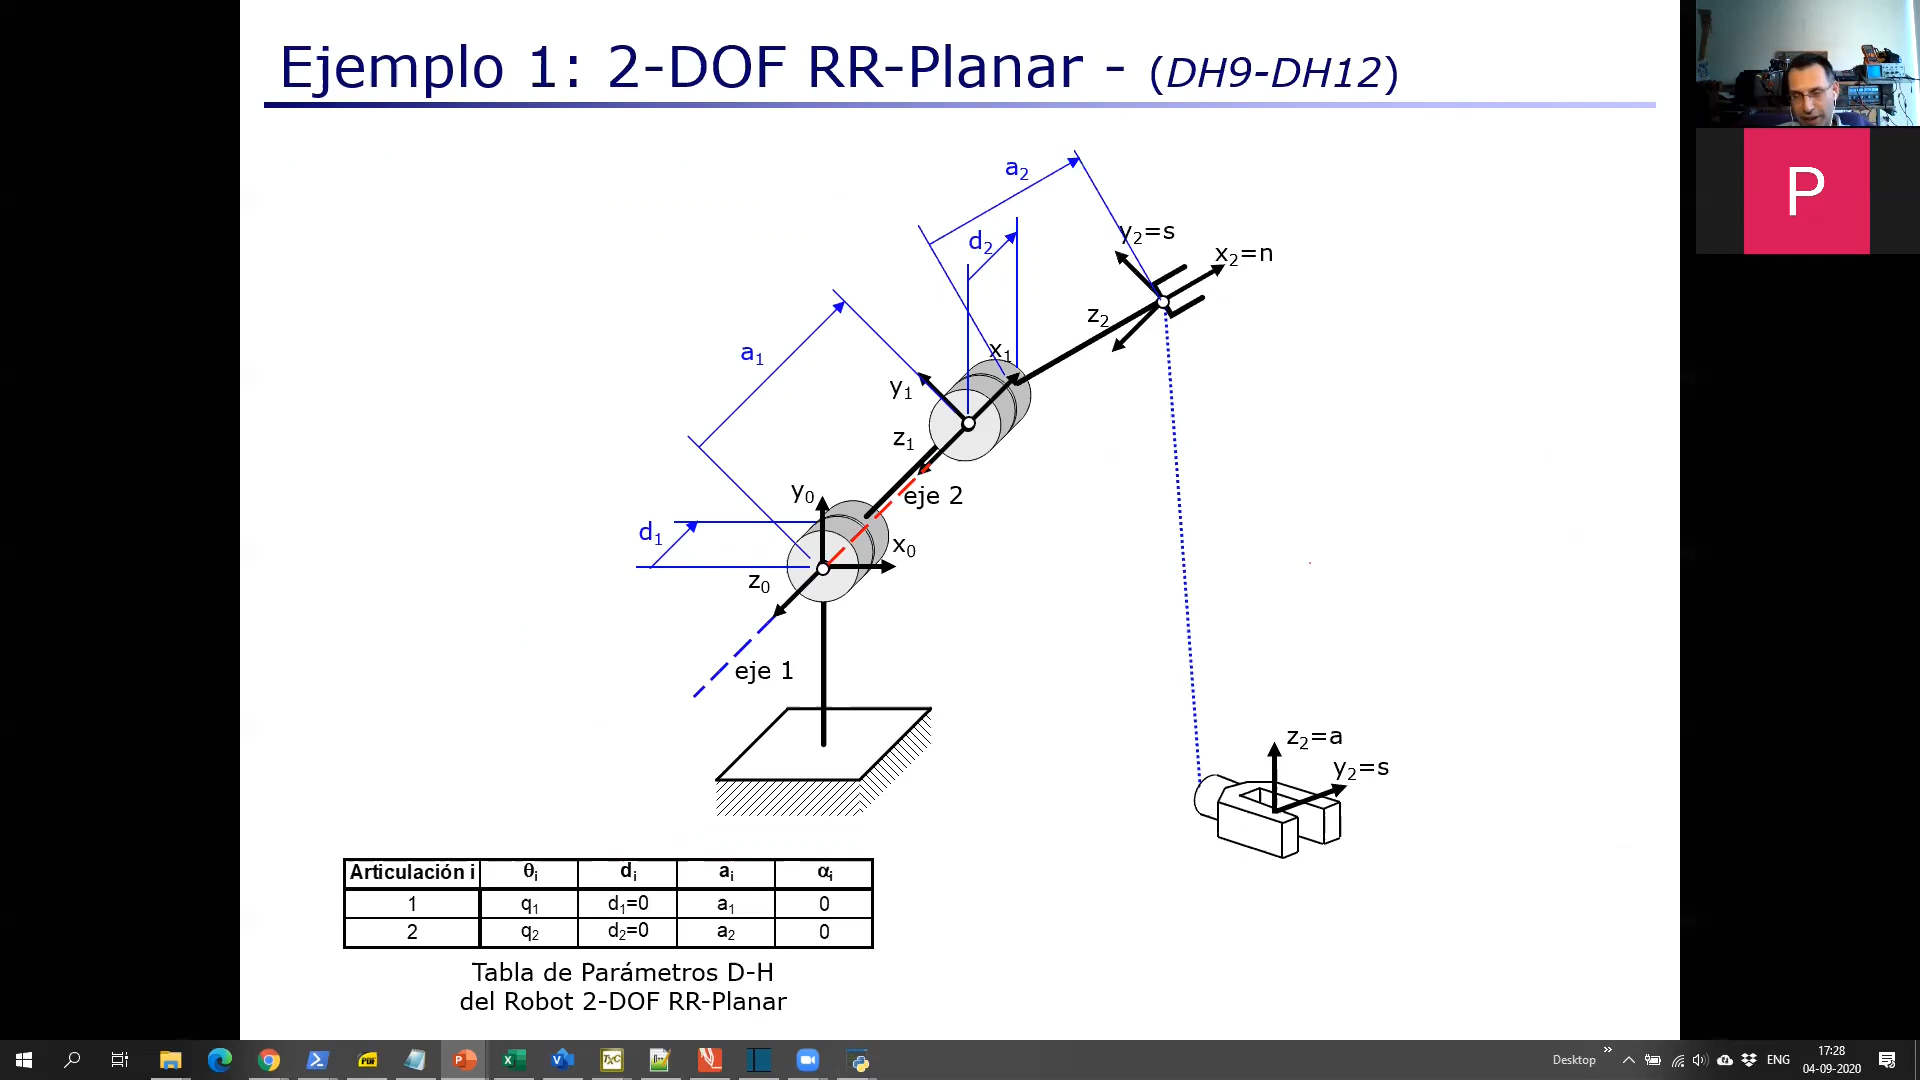 Ejemplo 1: 2-DOF RR-Planar - (DH9-DH12)
P
a2
d2
y2=s
x2=n
z2
a1
x1
y1
z1
eje 2
y0
d1
x0
z0
eje 1
z2=a
y2=s
Articulación i θi di ai αi
1 q1 d1=0 a1 0
2 q2 d2=0 a2 0
Tabla de Parámetros D-H
del Robot 2-DOF RR-Planar
Desktop » ENG 17:28
04-09-2020